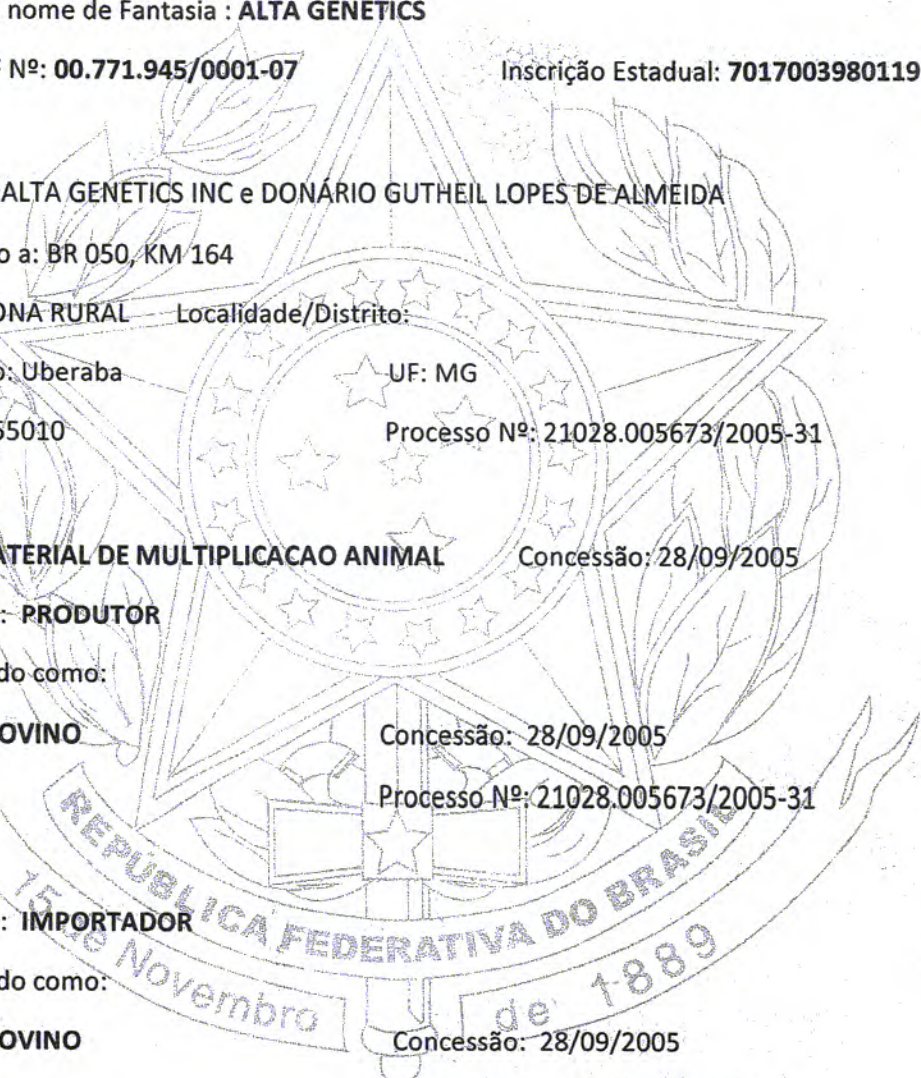 nome de Fantasia : ALTA GENETICS
Nº: 00.771.945/0001-07 Inscrição Estadual: 7017003980119
ALTA GENETICS INC e DONÁRIO GUTHEIL LOPES DE ALMEIDA
o a: BR 050, KM 164
ONA RURAL Localidade/Distrito:
o: Uberaba UF: MG
55010 Processo Nº: 21028.005673/2005-31
ATERIAL DE MULTIPLICACAO ANIMAL Concessão: 28/09/2005
: PRODUTOR
do como:
OVINO Concessão: 28/09/2005
Processo Nº: 21028.005673/2005-31
: IMPORTADOR
do como:
OVINO Concessão: 28/09/2005
REPÚBLICA FEDERATIVA DO BRASIL
15 de Novembro de 1889